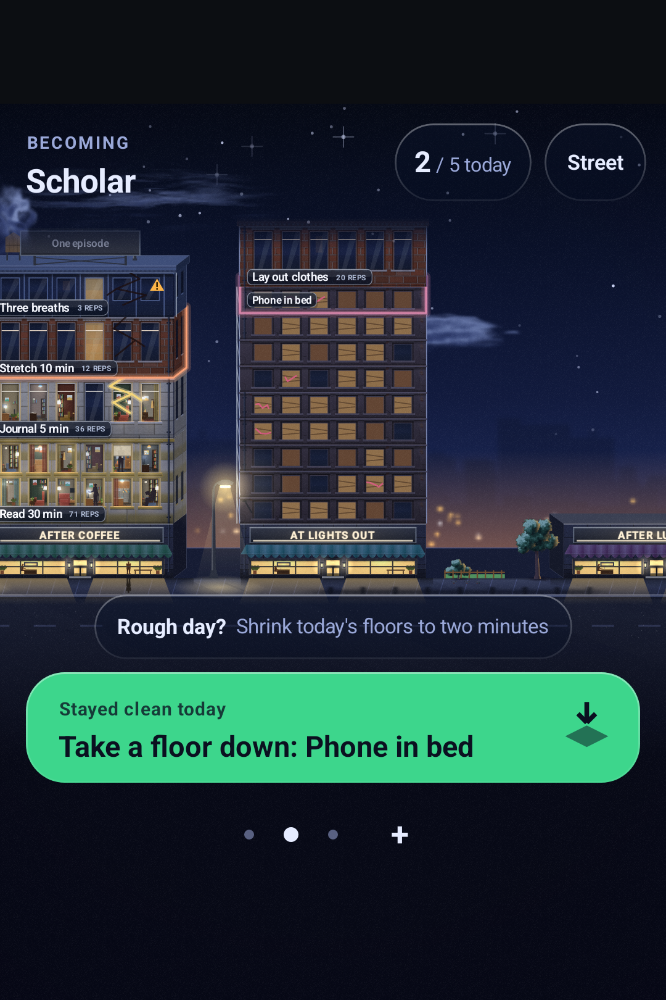 BECOMING
Scholar
2 / 5 today
Street
One episode
Three breaths 3 REPS
Stretch 10 min 12 REPS
Journal 5 min 36 REPS
Read 30 min 71 REPS
AFTER COFFEE
Lay out clothes 20 REPS
Phone in bed
AT LIGHTS OUT
AFTER LU
Rough day? Shrink today's floors to two minutes
Stayed clean today
Take a floor down: Phone in bed
+